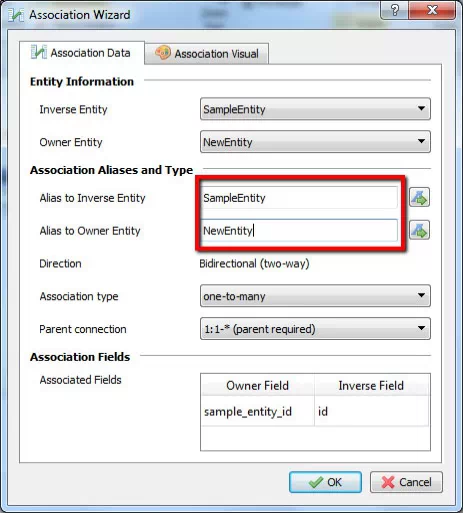 Association Wizard
Association Data
Association Visual
Entity Information
Inverse Entity SampleEntity
Owner Entity NewEntity
Association Aliases and Type
Alias to Inverse Entity SampleEntity
Alias to Owner Entity NewEntity
Direction Bidirectional (two-way)
Association type one-to-many
Parent connection 1:1-* (parent required)
Association Fields
Associated Fields
Owner Field Inverse Field
sample_entity_id id
OK Cancel